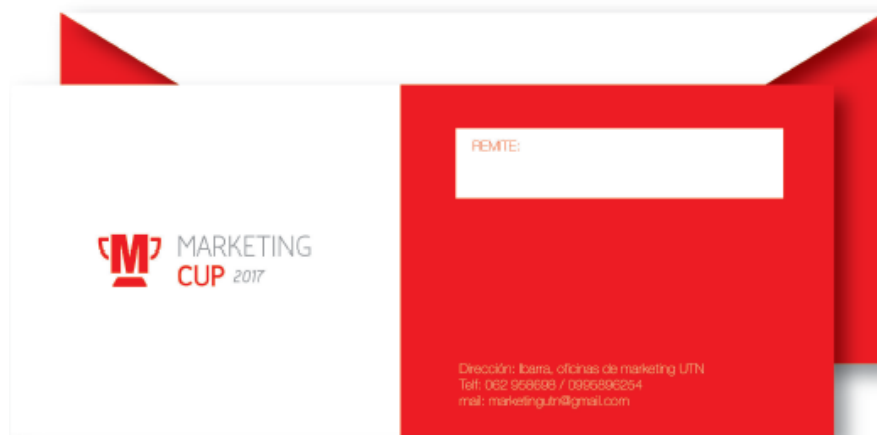 M MARKETING
CUP 2017
REMITE:
Dirección: Ibarra, oficinas de marketing UTN
Telf: 062 958698 / 0995896254
mail: marketingutn@gmail.com